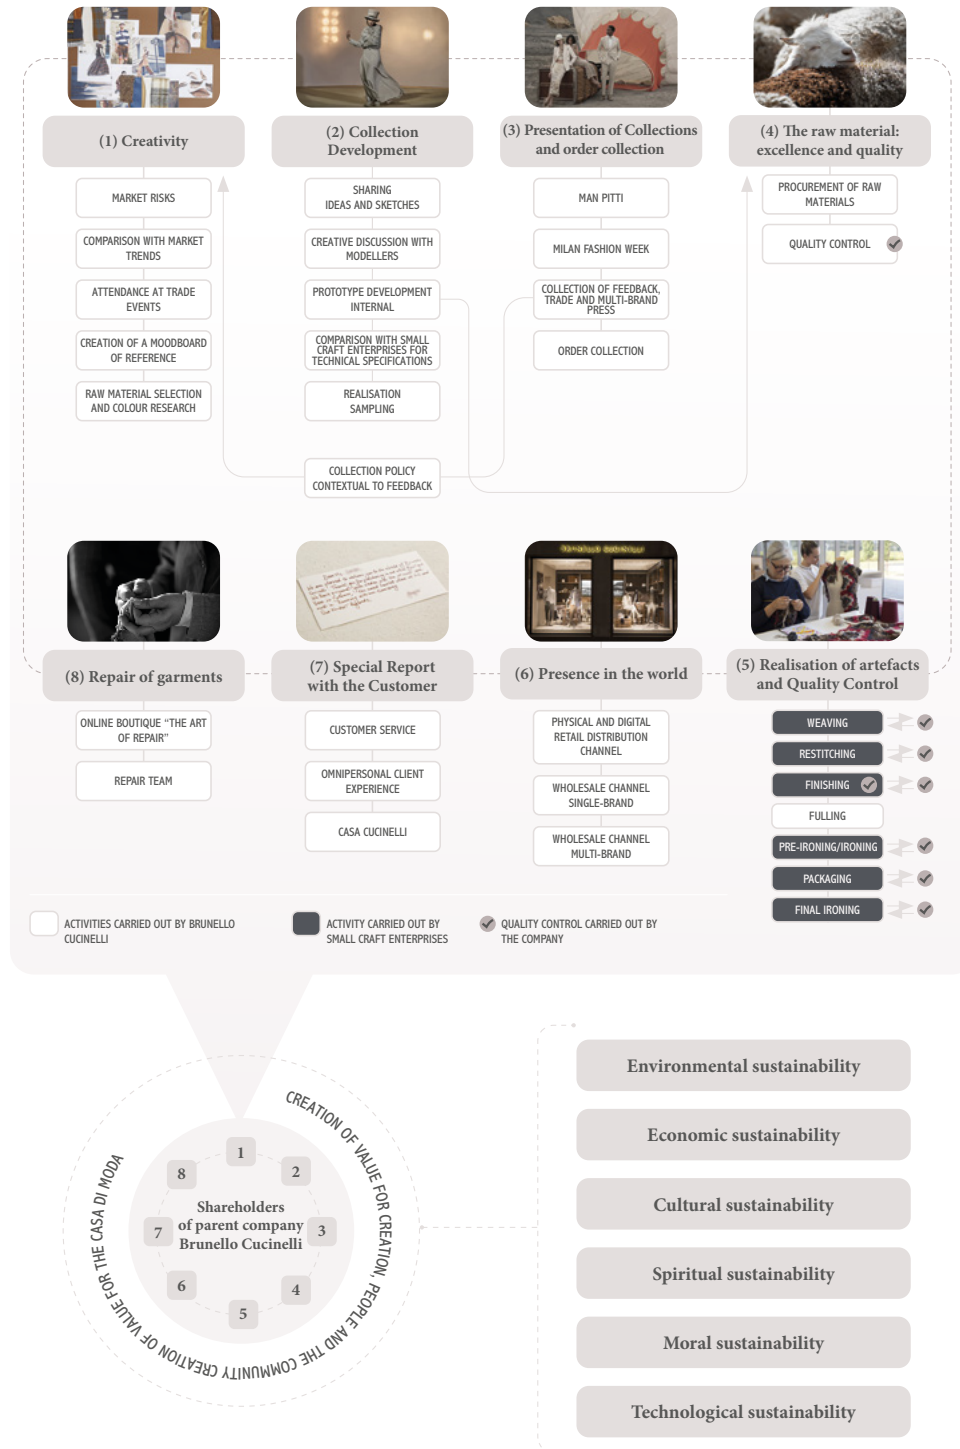 (1) Creativity
MARKET RISKS
COMPARISON WITH MARKET
TRENDS
ATTENDANCE AT TRADE
EVENTS
CREATION OF A MOODBOARD
OF REFERENCE
RAW MATERIAL SELECTION
AND COLOUR RESEARCH
(2) Collection
Development
SHARING
IDEAS AND SKETCHES
CREATIVE DISCUSSION WITH
MODELLERS
PROTOTYPE DEVELOPMENT
INTERNAL
COMPARISON WITH SMALL
CRAFT ENTERPRISES FOR
TECHNICAL SPECIFICATIONS
REALISATION
SAMPLING
COLLECTION POLICY
CONTEXTUAL TO FEEDBACK
(3) Presentation of Collections
and order collection
MAN PITTI
MILAN FASHION WEEK
COLLECTION OF FEEDBACK,
TRADE AND MULTI-BRAND
PRESS
ORDER COLLECTION
(4) The raw material:
excellence and quality
PROCUREMENT OF RAW
MATERIALS
QUALITY CONTROL
(8) Repair of garments
ONLINE BOUTIQUE “THE ART
OF REPAIR”
REPAIR TEAM
(7) Special Report
with the Customer
CUSTOMER SERVICE
OMNIPERSONAL CLIENT
EXPERIENCE
CASA CUCINELLI
(6) Presence in the world
PHYSICAL AND DIGITAL
RETAIL DISTRIBUTION
CHANNEL
WHOLESALE CHANNEL
SINGLE-BRAND
WHOLESALE CHANNEL
MULTI-BRAND
(5) Realisation of artefacts
and Quality Control
WEAVING
RESTITCHING
FINISHING
FULLING
PRE-IRONING/IRONING
PACKAGING
FINAL IRONING
ACTIVITIES CARRIED OUT BY BRUNELLO
CUCINELLI
ACTIVITY CARRIED OUT BY
SMALL CRAFT ENTERPRISES
QUALITY CONTROL CARRIED OUT BY
THE COMPANY
CREATION OF VALUE FOR CREATION, PEOPLE AND THE COMMUNITY
CREATION OF VALUE FOR THE CASA DI MODA
1
2
3
4
5
6
7
8
Shareholders
of parent company
Brunello Cucinelli
Environmental sustainability
Economic sustainability
Cultural sustainability
Spiritual sustainability
Moral sustainability
Technological sustainability